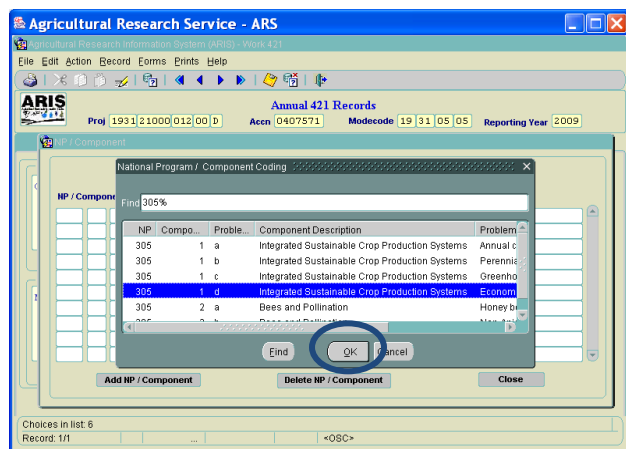 Agricultural Research Service - ARS
Agricultural Research Information System (ARIS) - Work 421
File Edit Action Record Forms Prints Help
ARIS
Annual 421 Records
Proj 1931 21000 012 00 D Accn 0407571 Modecode 19 31 05 05 Reporting Year 2009
NP / Component
National Program / Component Coding
NP / Compone
Find 305%
NP Compo... Proble... Component Description Problem
305 1 a Integrated Sustainable Crop Production Systems Annual c
305 1 b Integrated Sustainable Crop Production Systems Perennia
305 1 c Integrated Sustainable Crop Production Systems Greenho
305 1 d Integrated Sustainable Crop Production Systems Econom
305 2 a Bees and Pollination Honey b
Find OK Cancel
Add NP / Component Delete NP / Component Close
Choices in list: 6
Record: 1/1 ... <OSC>